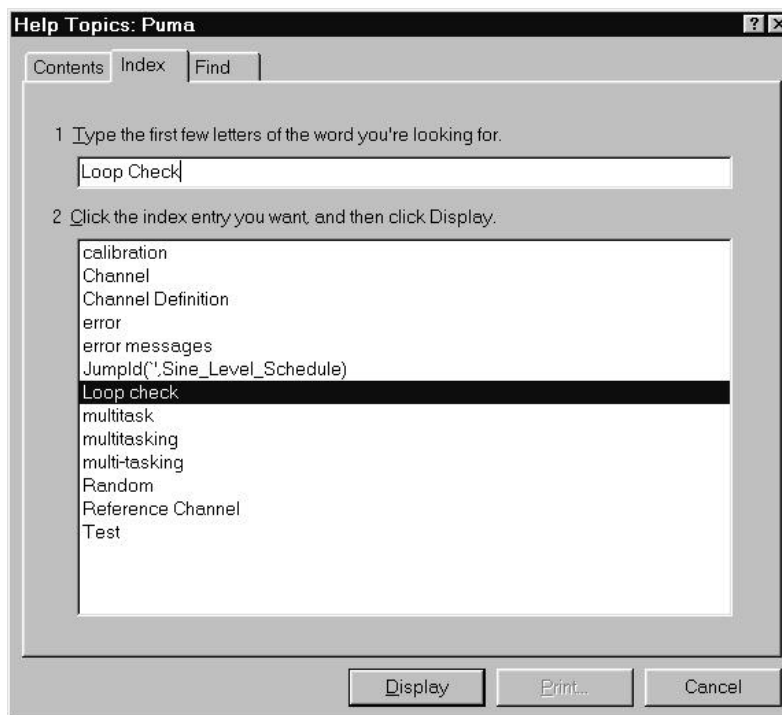 Help Topics: Puma
?
Contents Index Find
1 Type the first few letters of the word you're looking for.
Loop Check
2 Click the index entry you want, and then click Display.
calibration
Channel
Channel Definition
error
error messages
JumpId(`',Sine_Level_Schedule)
Loop check
multitask
multitasking
multi-tasking
Random
Reference Channel
Test
Display Print... Cancel